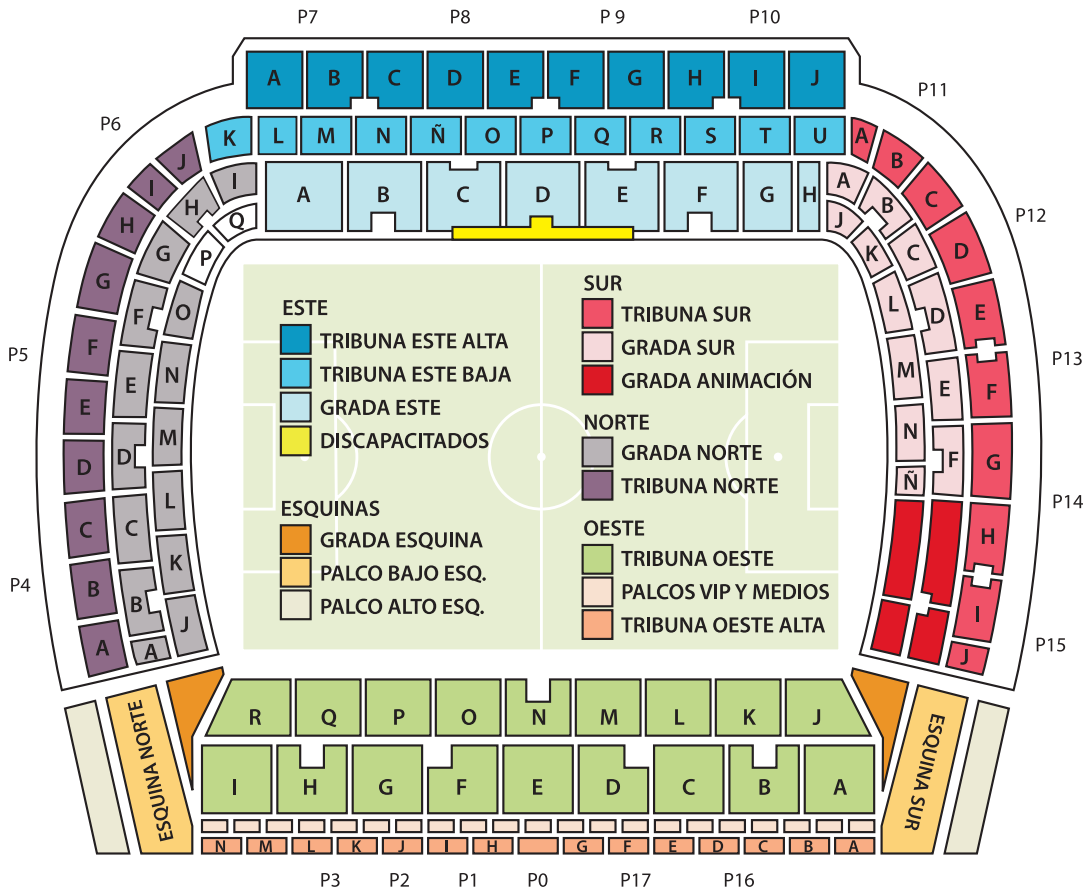 P7 P8 P9 P10
A B C D E F G H I J
P11
P6
K L M N Ñ O P Q R S T U A
J B
I I A B C D E F G H A C
H H B
Q J
P12
G P K C D
G O L D E
F
ESTE
TRIBUNA ESTE ALTA
TRIBUNA ESTE BAJA
GRADA ESTE
DISCAPACITADOS
SUR
TRIBUNA SUR
GRADA SUR
GRADA ANIMACIÓN
NORTE
GRADA NORTE
TRIBUNA NORTE
ESQUINAS
GRADA ESQUINA
PALCO BAJO ESQ.
PALCO ALTO ESQ.
OESTE
TRIBUNA OESTE
PALCOS VIP Y MEDIOS
TRIBUNA OESTE ALTA
P5 P13
F E N M E F
E
D D M N F G
Ñ
P14
C C L H
P4
B B K I
A A J J
P15
ESQUINA NORTE
ESQUINA SUR
R Q P O N M L K J
I H G F E D C B A
N M L K J I H G F E D C B A
P3 P2 P1 P0 P17 P16